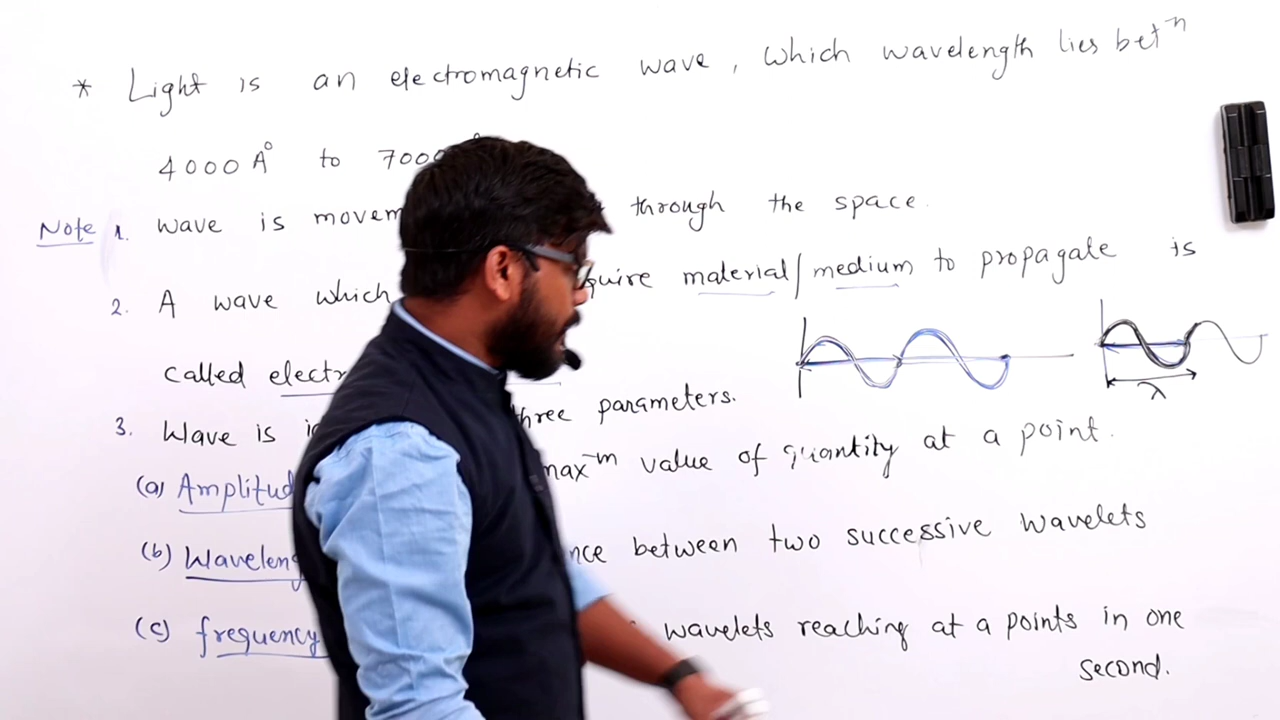 * Light is an electromagnetic wave, which wavelength lies betⁿ
4000 A° to 7000
Note 1. wave is movem through the space.
2. A wave which quire material/medium to propagate is
called electr
3. Wave is three parameters.
(a) Amplitud max^m value of quantity at a point.
(b) Waveleng nce between two successive wavelets
(c) frequency wavelets reaching at a points in one
second.
λ